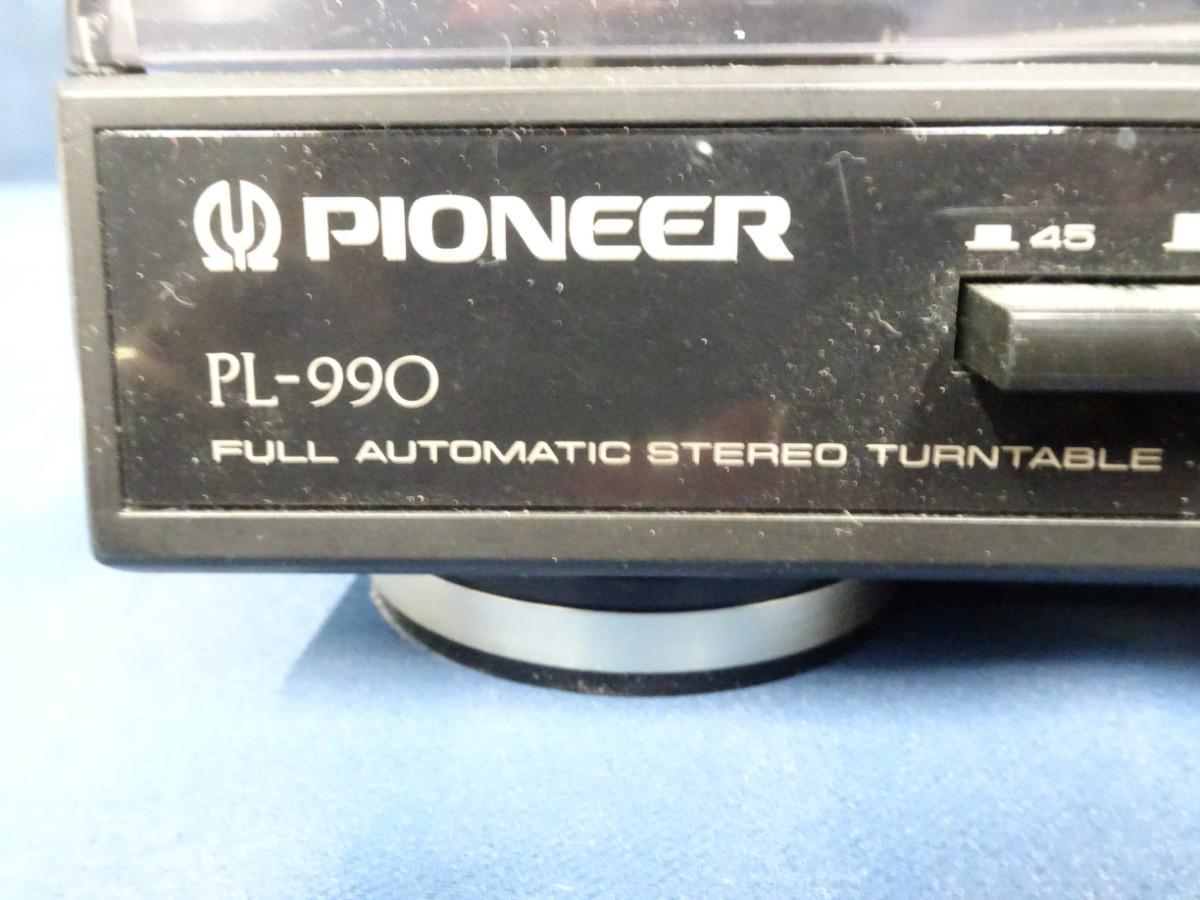 PIONEER
45
PL-990
FULL AUTOMATIC STEREO TURNTABLE